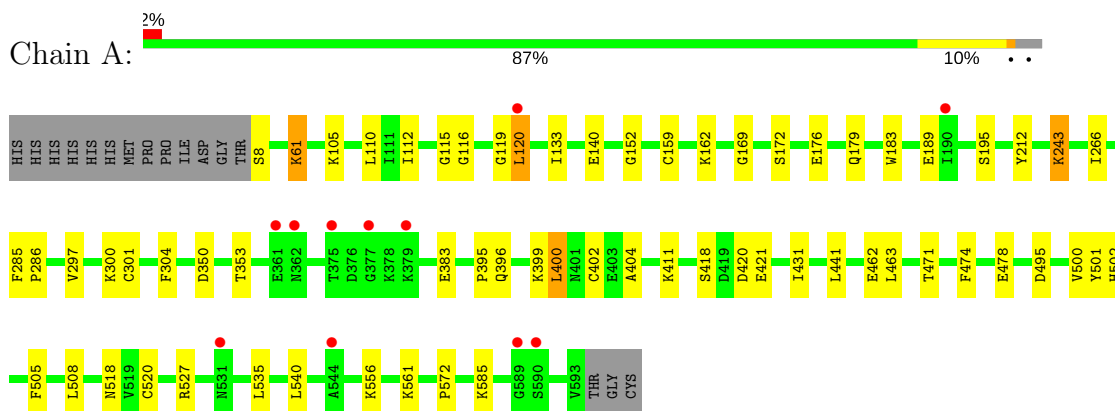 2%
Chain A:
87% 10% • •
HIS HIS HIS HIS HIS HIS MET PRO PRO ILE ASP GLY THR S8 K61 K105 L110 I111 I112 G115 G116 G119 L120 I133 E140 G152 C159 K162 G169 S172 E176 Q179 W183 E189 I190 S195 Y212 K243 I266
F285 P286 V297 K300 C301 F304 D350 T353 E361 N362 T375 D376 G377 K378 K379 E383 P395 Q396 K399 L400 N401 C402 E403 A404 K411 S418 D419 D420 E421 I431 L441 E462 L463 T471 F474 E478 D495 V500 Y501 H502
F505 L508 N518 V519 C520 R527 N531 L535 L540 A544 K556 K561 P572 K585 G589 S590 V593 THR GLY CYS